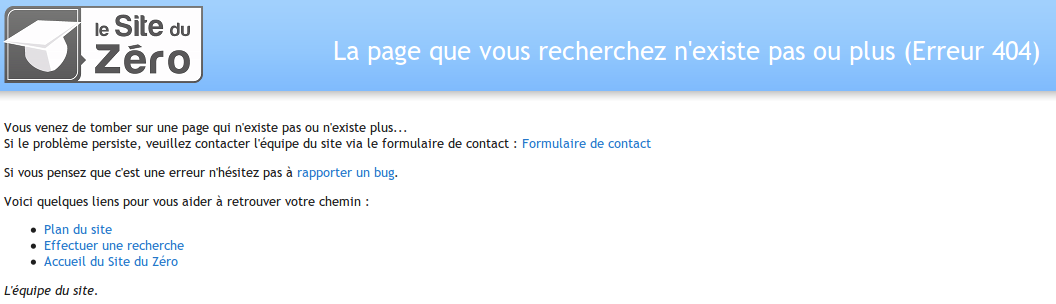 le Site du
Zéro
La page que vous recherchez n'existe pas ou plus (Erreur 404)
Vous venez de tomber sur une page qui n'existe pas ou n'existe plus...
Si le problème persiste, veuillez contacter l'équipe du site via le formulaire de contact : Formulaire de contact
Si vous pensez que c'est une erreur n'hésitez pas à rapporter un bug.
Voici quelques liens pour vous aider à retrouver votre chemin :
Plan du site
Effectuer une recherche
Accueil du Site du Zéro
L'équipe du site.